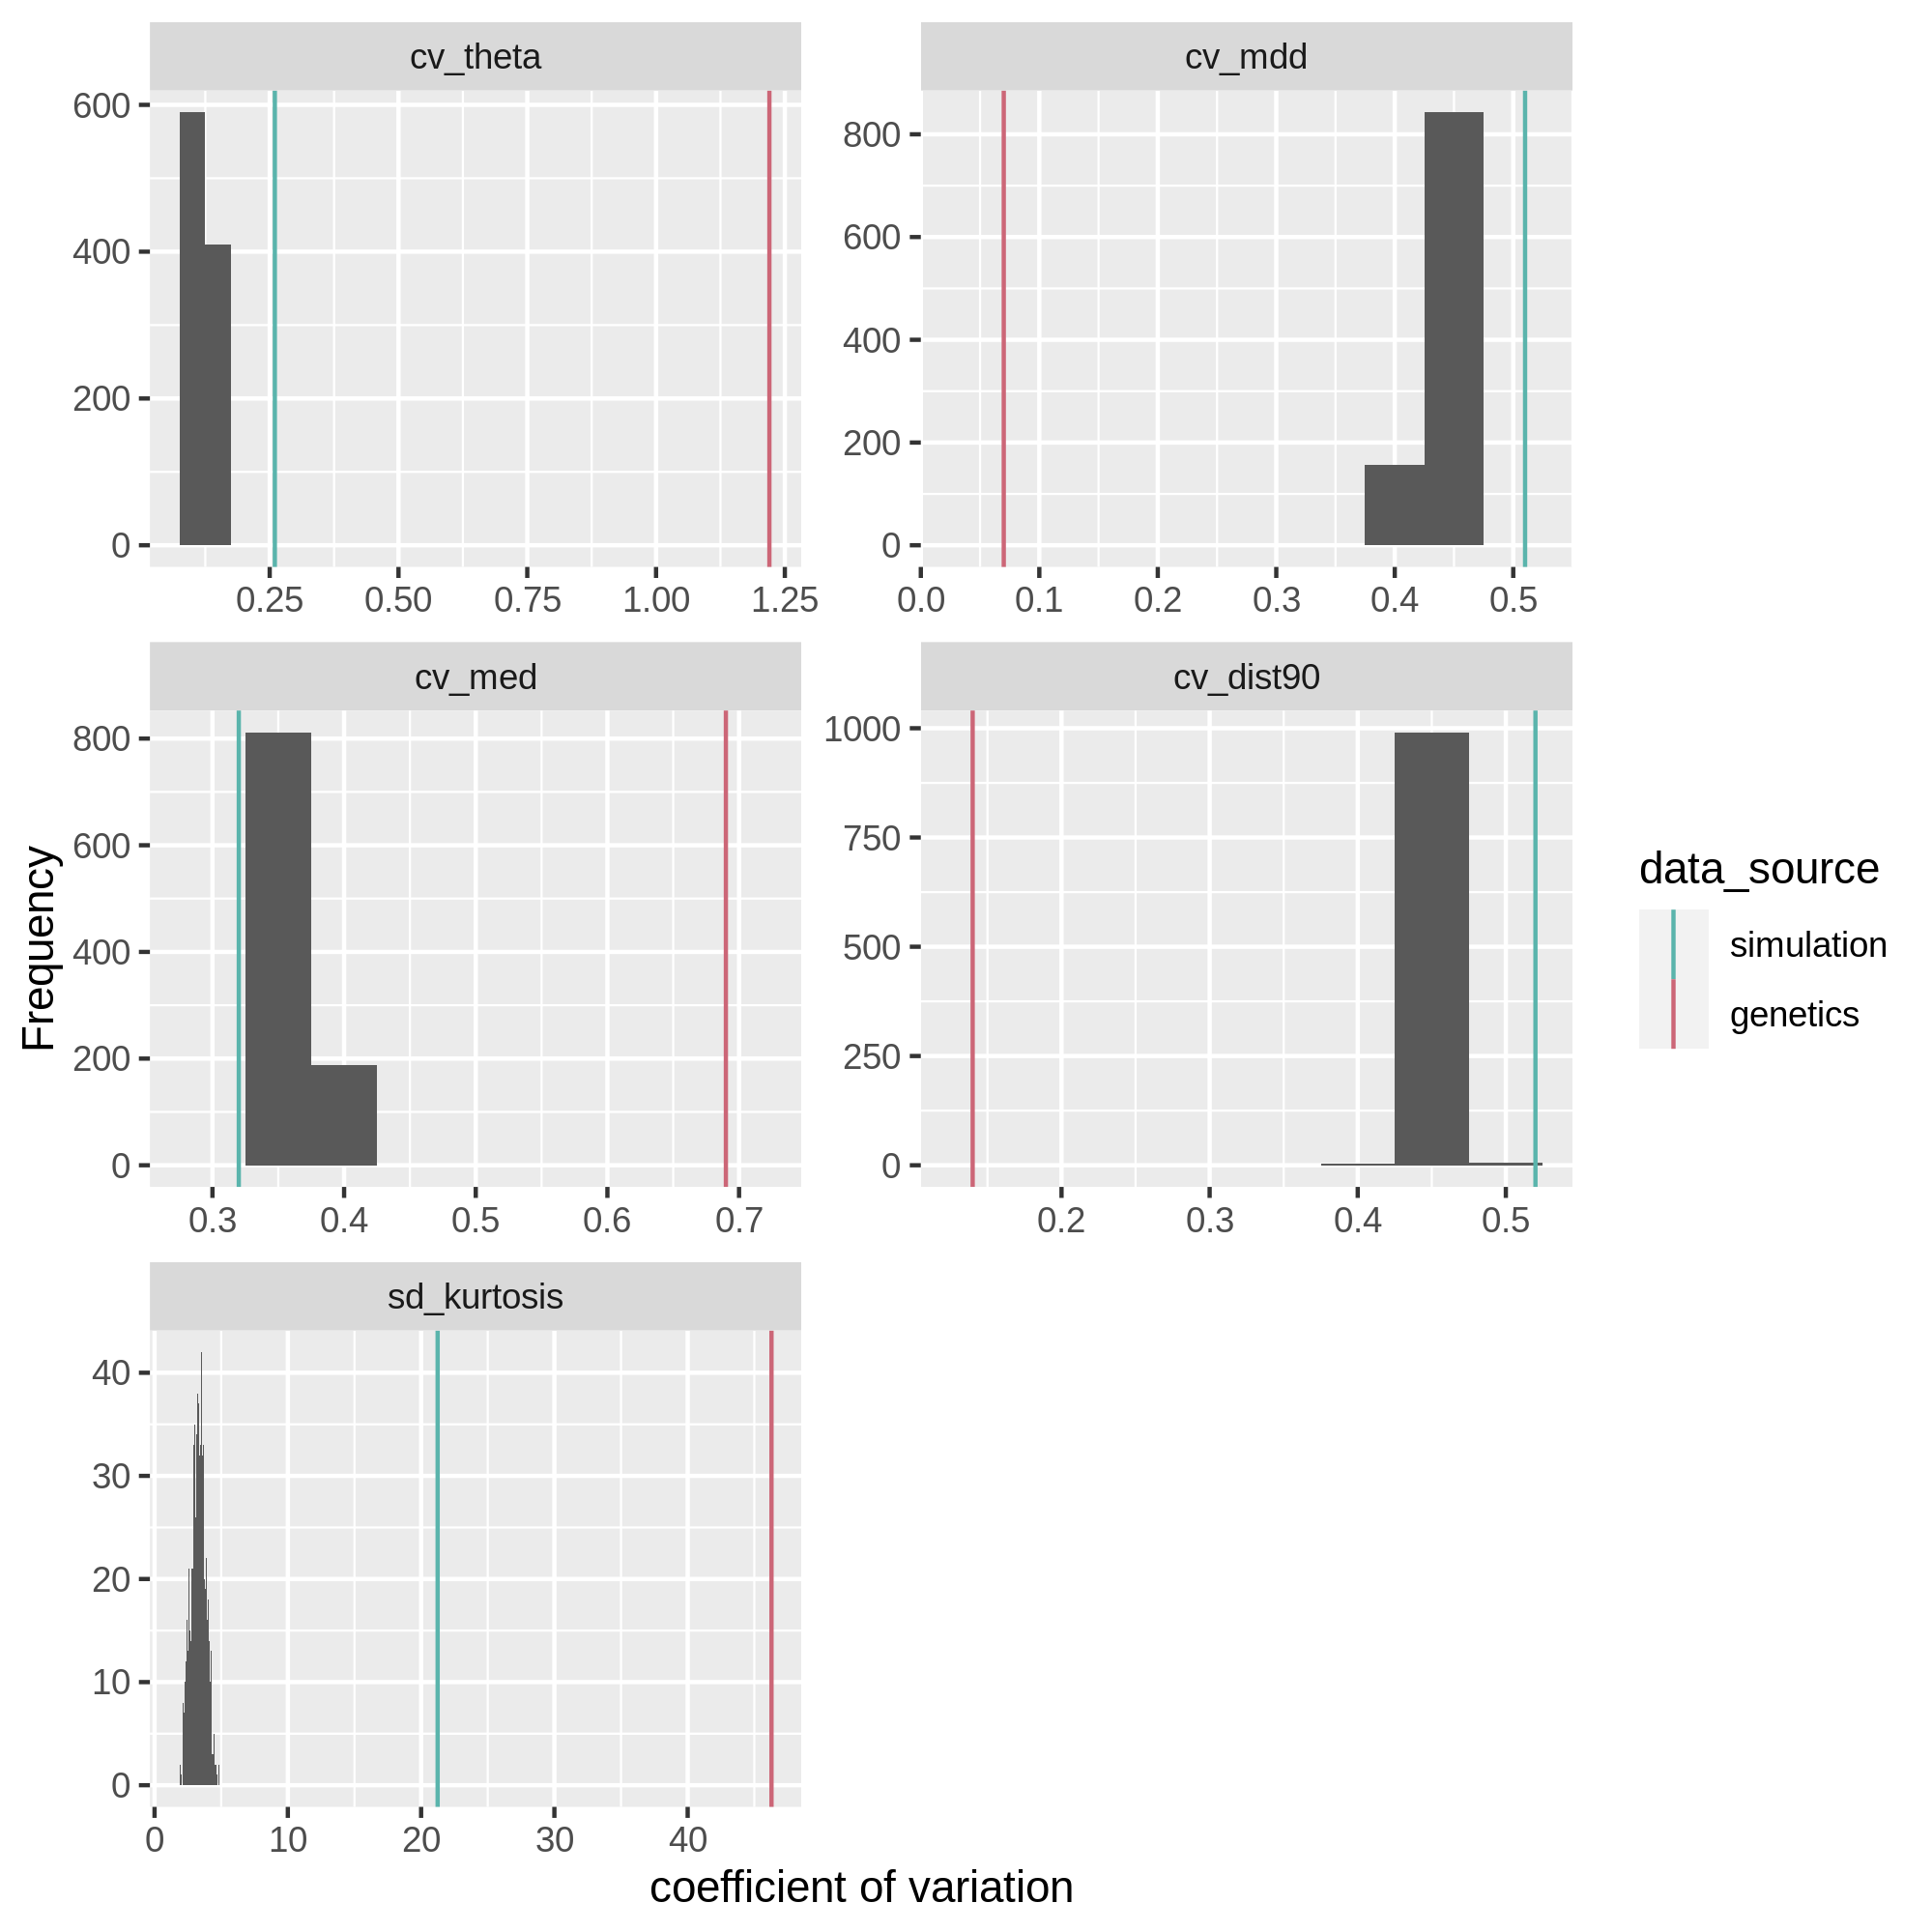 cv_theta
cv_mdd
600
400
200
0
800
600
400
200
0
0.25 0.50 0.75 1.00 1.25
0.0 0.1 0.2 0.3 0.4 0.5
cv_med
cv_dist90
800
600
400
200
0
1000
750
500
250
0
0.3 0.4 0.5 0.6 0.7
0.2 0.3 0.4 0.5
sd_kurtosis
40
30
20
10
0
0 10 20 30 40
coefficient of variation
Frequency
data_source
simulation
genetics